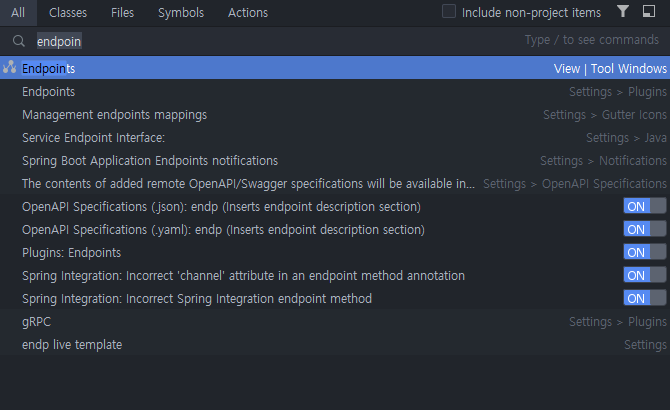 All Classes Files Symbols Actions Include non-project items
endpoin Type / to see commands
Endpoints View | Tool Windows
Endpoints Settings > Plugins
Management endpoints mappings Settings > Gutter Icons
Service Endpoint Interface: Settings > Java
Spring Boot Application Endpoints notifications Settings > Notifications
The contents of added remote OpenAPI/Swagger specifications will be available in... Settings > OpenAPI Specifications
OpenAPI Specifications (.json): endp (Inserts endpoint description section) ON
OpenAPI Specifications (.yaml): endp (Inserts endpoint description section) ON
Plugins: Endpoints ON
Spring Integration: Incorrect 'channel' attribute in an endpoint method annotation ON
Spring Integration: Incorrect Spring Integration endpoint method ON
gRPC Settings > Plugins
endp live template Settings